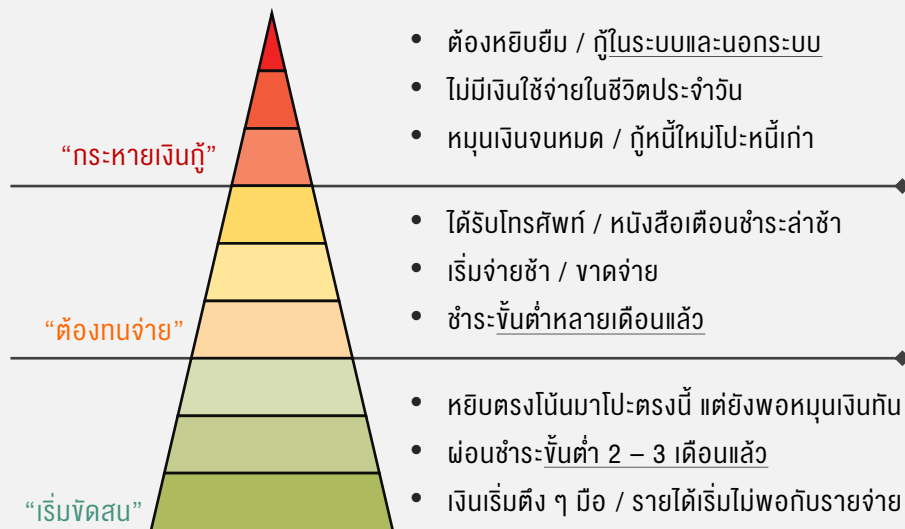 • ต้องหยิบยืม / กู้ในระบบและนอกระบบ
• ไม่มีเงินใช้จ่ายในชีวิตประจำวัน
• หมุนเงินจนหมด / กู้หนี้ใหม่โปะหนี้เก่า
“กระหายเงินกู้”
• ได้รับโทรศัพท์ / หนังสือเตือนชำระล่าช้า
• เริ่มจ่ายช้า / ขาดจ่าย
• ชำระขั้นต่ำหลายเดือนแล้ว
“ต้องทนจ่าย”
• หยิบตรงโน้นมาโปะตรงนี้ แต่ยังพอหมุนเงินทัน
• ผ่อนชำระขั้นต่ำ 2 – 3 เดือนแล้ว
• เงินเริ่มตึง ๆ มือ / รายได้เริ่มไม่พอกับรายจ่าย
“เริ่มขัดสน”